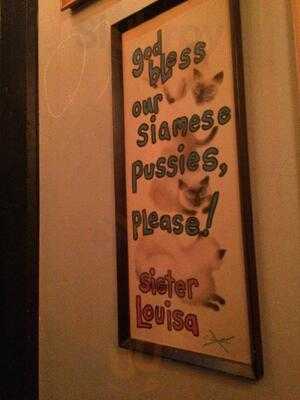 god
bless
our
siamese
pussies,
please!
sister
Louisa